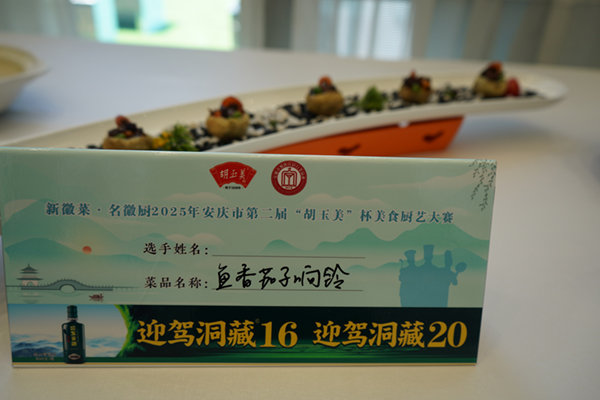 胡玉美
新徽菜·名徽厨2025年安庆市第二届“胡玉美”杯美食厨艺大赛
选手姓名:
菜品名称: 鱼香茄子响铃
迎驾洞藏16 迎驾洞藏20